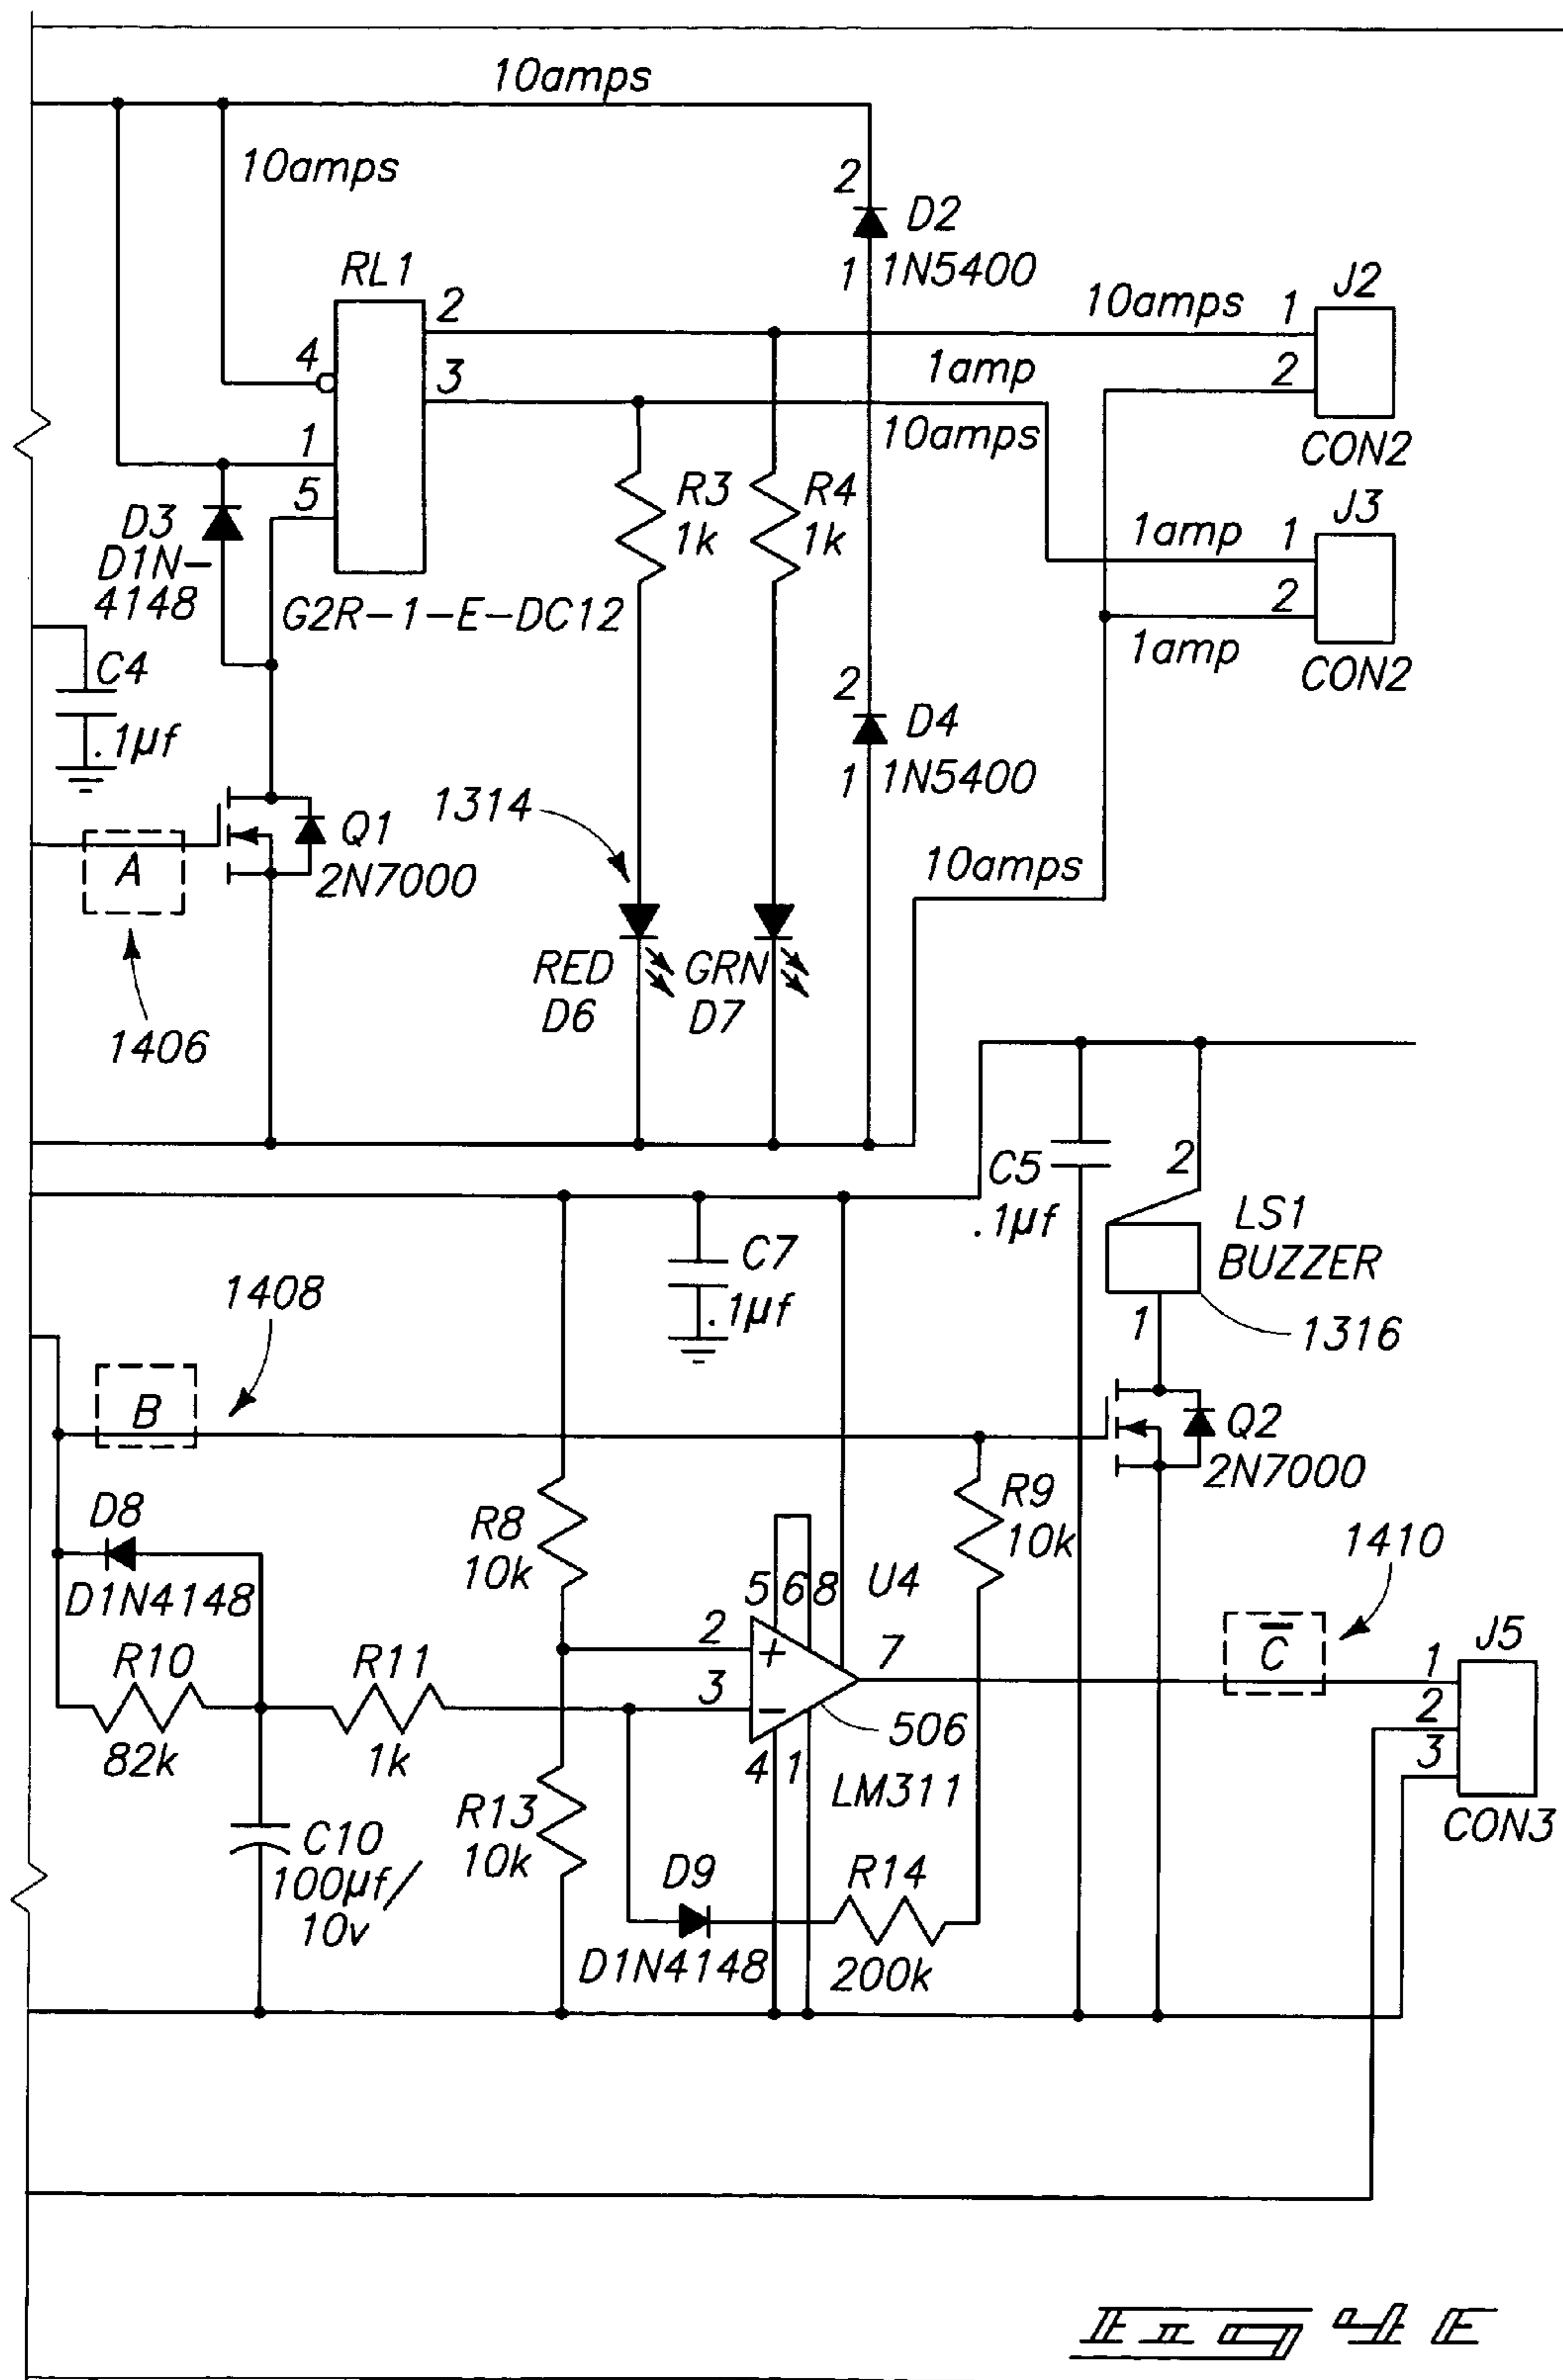 10amps
10amps
2
D2
1 1N5400
RL1
2
10amps 1
J2
4
3
1amp
2
10amps
CON2
1
5
R3
1k
R4
1k
J3
D3
D1N-
4148
1amp 1
2
G2R-1-E-DC12
1amp
CON2
C4
.1µf
2
D4
1 1N5400
1314
A
Q1
2N7000
10amps
1406
RED
D6
GRN
D7
C5
.1µf
2
LS1
BUZZER
C7
.1µf
1408
1
1316
B
Q2
2N7000
D8
D1N4148
R8
10k
R9
10k
1410
5 6 8
U4
R10
82k
R11
1k
2
+
7
C̅
J5
1
3
−
506
2
3
4 1
LM311
R13
10k
CON3
C10
100µf/
10v
D9
D1N4148
R14
200k
Fig 4E